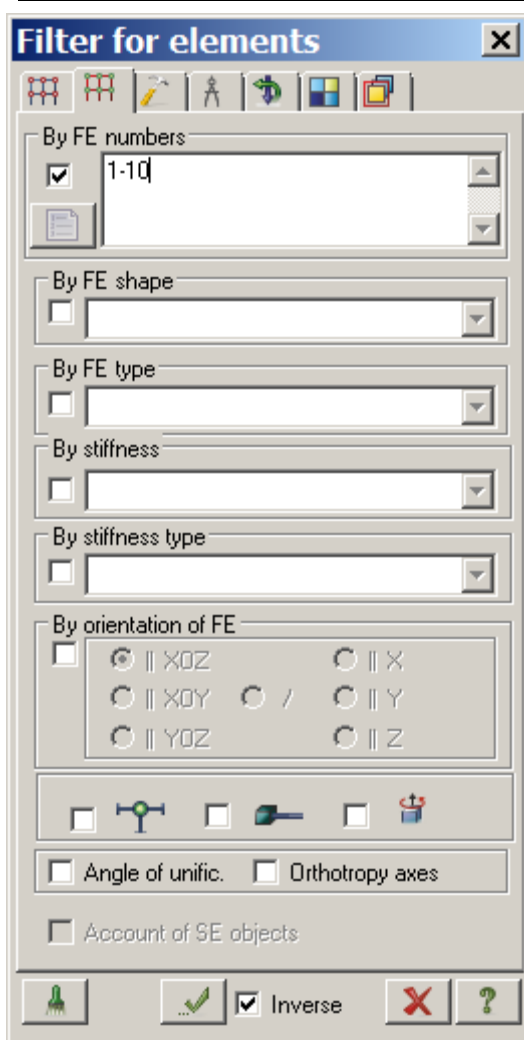 Filter for elements
By FE numbers
1-10
By FE shape
By FE type
By stiffness
By stiffness type
By orientation of FE
|| XOZ || X
|| XOY / || Y
|| YOZ || Z
Angle of unific. Orthotropy axes
Account of SE objects
Inverse ?